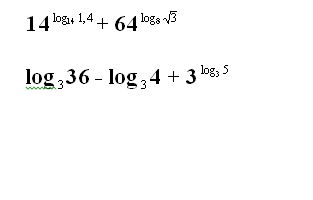 14^log₁₄ 1,4 + 64^log₈ √3
log₃36 - log₃4 + 3^log₃ 5